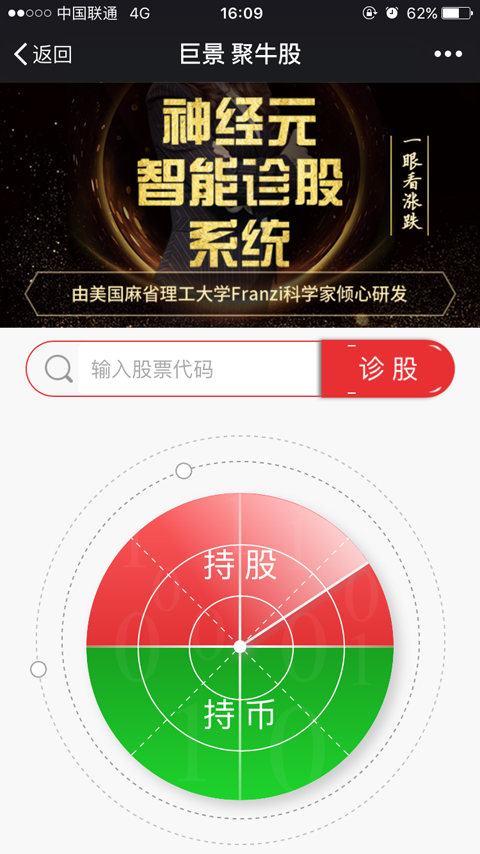 中国联通 4G 16:09 62%
返回 巨景 聚牛股
神经元
智能诊股
系统
一眼看涨跌
由美国麻省理工大学Franzi科学家倾心研发
输入股票代码 诊股
持股
持币